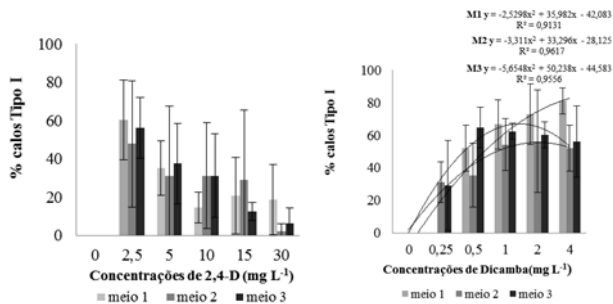 M1 y = -2,5298x² + 35,982x - 42,083
R² = 0,9131
M2 y = -3,311x² + 33,296x - 28,125
R² = 0,9617
M3 y = -5,6548x² + 50,238x - 44,583
R² = 0,9556
% calos Tipo I
100
80
60
40
20
0
0 2,5 5 10 15 30
Concentrações de 2,4-D (mg L⁻¹)
meio 1 meio 2 meio 3
% calos Tipo I
100
80
60
40
20
0
0 0,25 0,5 1 2 4
Concentrações de Dicamba(mg L⁻¹)
meio 1 meio 2 meio 3